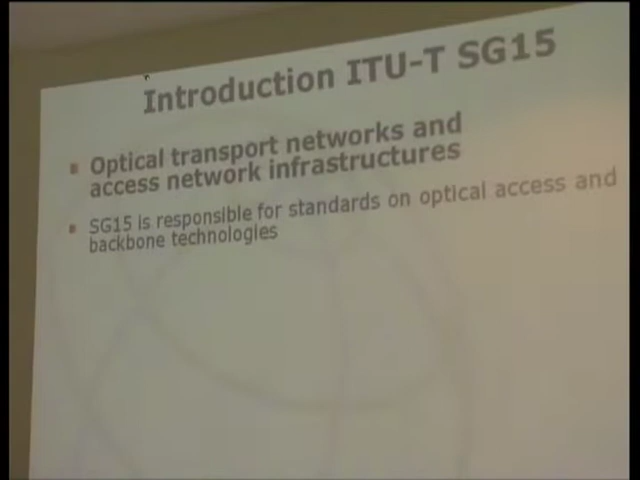 Introduction ITU-T SG15
Optical transport networks and
access network infrastructures
SG15 is responsible for standards on optical access and
backbone technologies